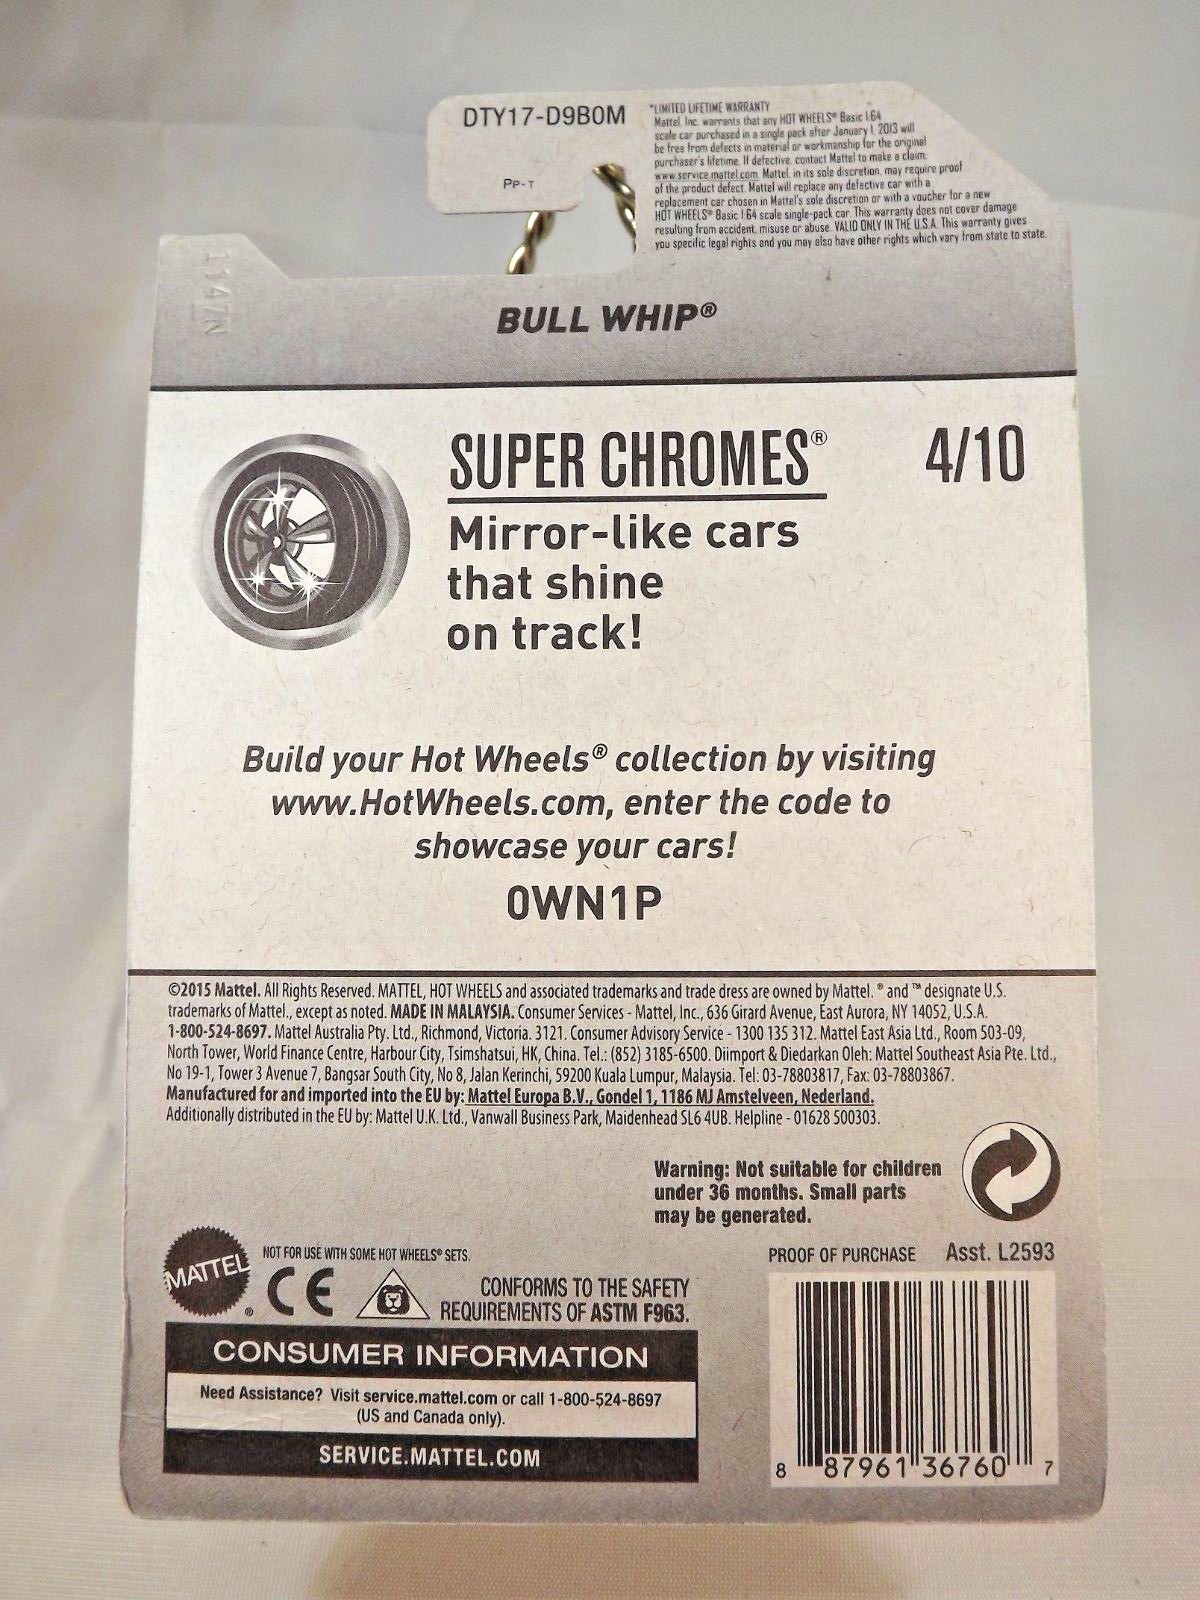 DTY17-D9B0M
PP-T
*LIMITED LIFETIME WARRANTY
Mattel, Inc. warrants that any HOT WHEELS® Basic 1:64
scale car purchased in a single pack after January 1, 2013 will
be free from defects in material or workmanship for the original
purchaser's lifetime. If defective, contact Mattel to make a claim:
www.service.mattel.com. Mattel, in its sole discretion, may require proof
of the product defect. Mattel will replace any defective car with a
replacement car chosen in Mattel's sole discretion or with a voucher for a new
HOT WHEELS® Basic 1:64 scale single-pack car. This warranty does not cover damage
resulting from accident, misuse or abuse. VALID ONLY IN THE U.S.A. This warranty gives
you specific legal rights and you may also have other rights which vary from state to state.
1147N
BULL WHIP®
SUPER CHROMES® 4/10
Mirror-like cars
that shine
on track!
Build your Hot Wheels® collection by visiting
www.HotWheels.com, enter the code to
showcase your cars!
0WN1P
©2015 Mattel. All Rights Reserved. MATTEL, HOT WHEELS and associated trademarks and trade dress are owned by Mattel. ® and ™ designate U.S.
trademarks of Mattel., except as noted. MADE IN MALAYSIA. Consumer Services - Mattel, Inc., 636 Girard Avenue, East Aurora, NY 14052, U.S.A.
1-800-524-8697. Mattel Australia Pty. Ltd., Richmond, Victoria. 3121. Consumer Advisory Service - 1300 135 312. Mattel East Asia Ltd., Room 503-09,
North Tower, World Finance Centre, Harbour City, Tsimshatsui, HK, China. Tel.: (852) 3185-6500. Diimport & Diedarkan Oleh: Mattel Southeast Asia Pte. Ltd.,
No 19-1, Tower 3 Avenue 7, Bangsar South City, No 8, Jalan Kerinchi, 59200 Kuala Lumpur, Malaysia. Tel: 03-78803817, Fax: 03-78803867.
Manufactured for and imported into the EU by: Mattel Europa B.V., Gondel 1, 1186 MJ Amstelveen, Nederland.
Additionally distributed in the EU by: Mattel U.K. Ltd., Vanwall Business Park, Maidenhead SL6 4UB. Helpline - 01628 500303.
Warning: Not suitable for children
under 36 months. Small parts
may be generated.
MATTEL®
NOT FOR USE WITH SOME HOT WHEELS® SETS.
CE
CONFORMS TO THE SAFETY
REQUIREMENTS OF ASTM F963.
PROOF OF PURCHASE Asst. L2593
CONSUMER INFORMATION
Need Assistance? Visit service.mattel.com or call 1-800-524-8697
(US and Canada only).
SERVICE.MATTEL.COM
8 87961 36760 7